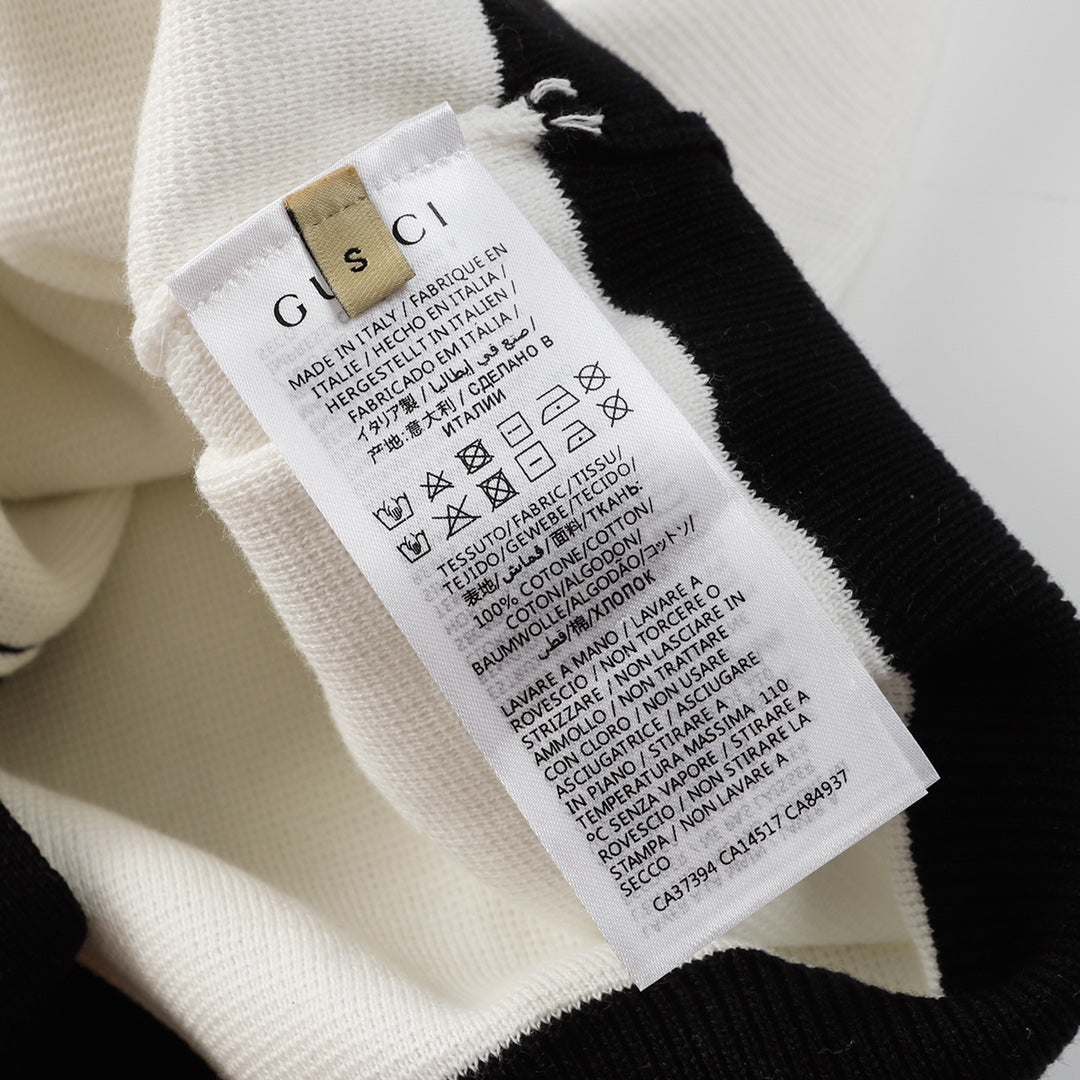 GUCCI
S
MADE IN ITALY / FABRIQUE EN
ITALIE / HECHO EN ITALIA /
HERGESTELLT IN ITALIEN /
FABRICADO EM ITALIA /
イタリア製 / صنع في إيطاليا /
产地:意大利 / СДЕЛАНО В
ИТАЛИИ
TESSUTO/FABRIC/TISSU/
TEJIDO/GEWEBE/TECIDO/
表地/قماش/面料/ТКАНЬ:
100% COTONE/COTTON/
COTON/ALGODON/
BAUMWOLLE/ALGODÃO/コットン/
قطن/棉/ХЛОПОК
LAVARE A MANO / LAVARE A
ROVESCIO / NON TORCERE O
STRIZZARE / NON LASCIARE IN
AMMOLLO / NON TRATTARE
CON CLORO / NON USARE
ASCIUGATRICE / ASCIUGARE
IN PIANO / STIRARE A
TEMPERATURA MASSIMA 110
°C SENZA VAPORE / STIRARE A
ROVESCIO / NON STIRARE LA
STAMPA / NON LAVARE A
SECCO
CA37394 CA14517 CA84937